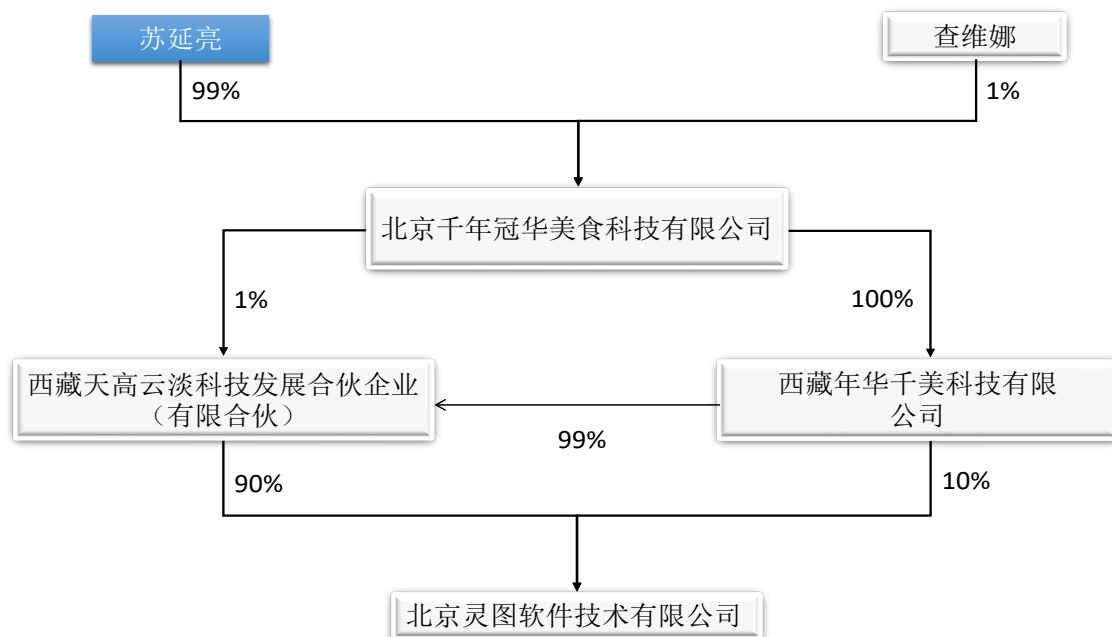 苏延亮
查维娜
99%
1%
北京千年冠华美食科技有限公司
1%
100%
西藏天高云淡科技发展合伙企业
（有限合伙）
西藏年华千美科技有限
公司
99%
90%
10%
北京灵图软件技术有限公司